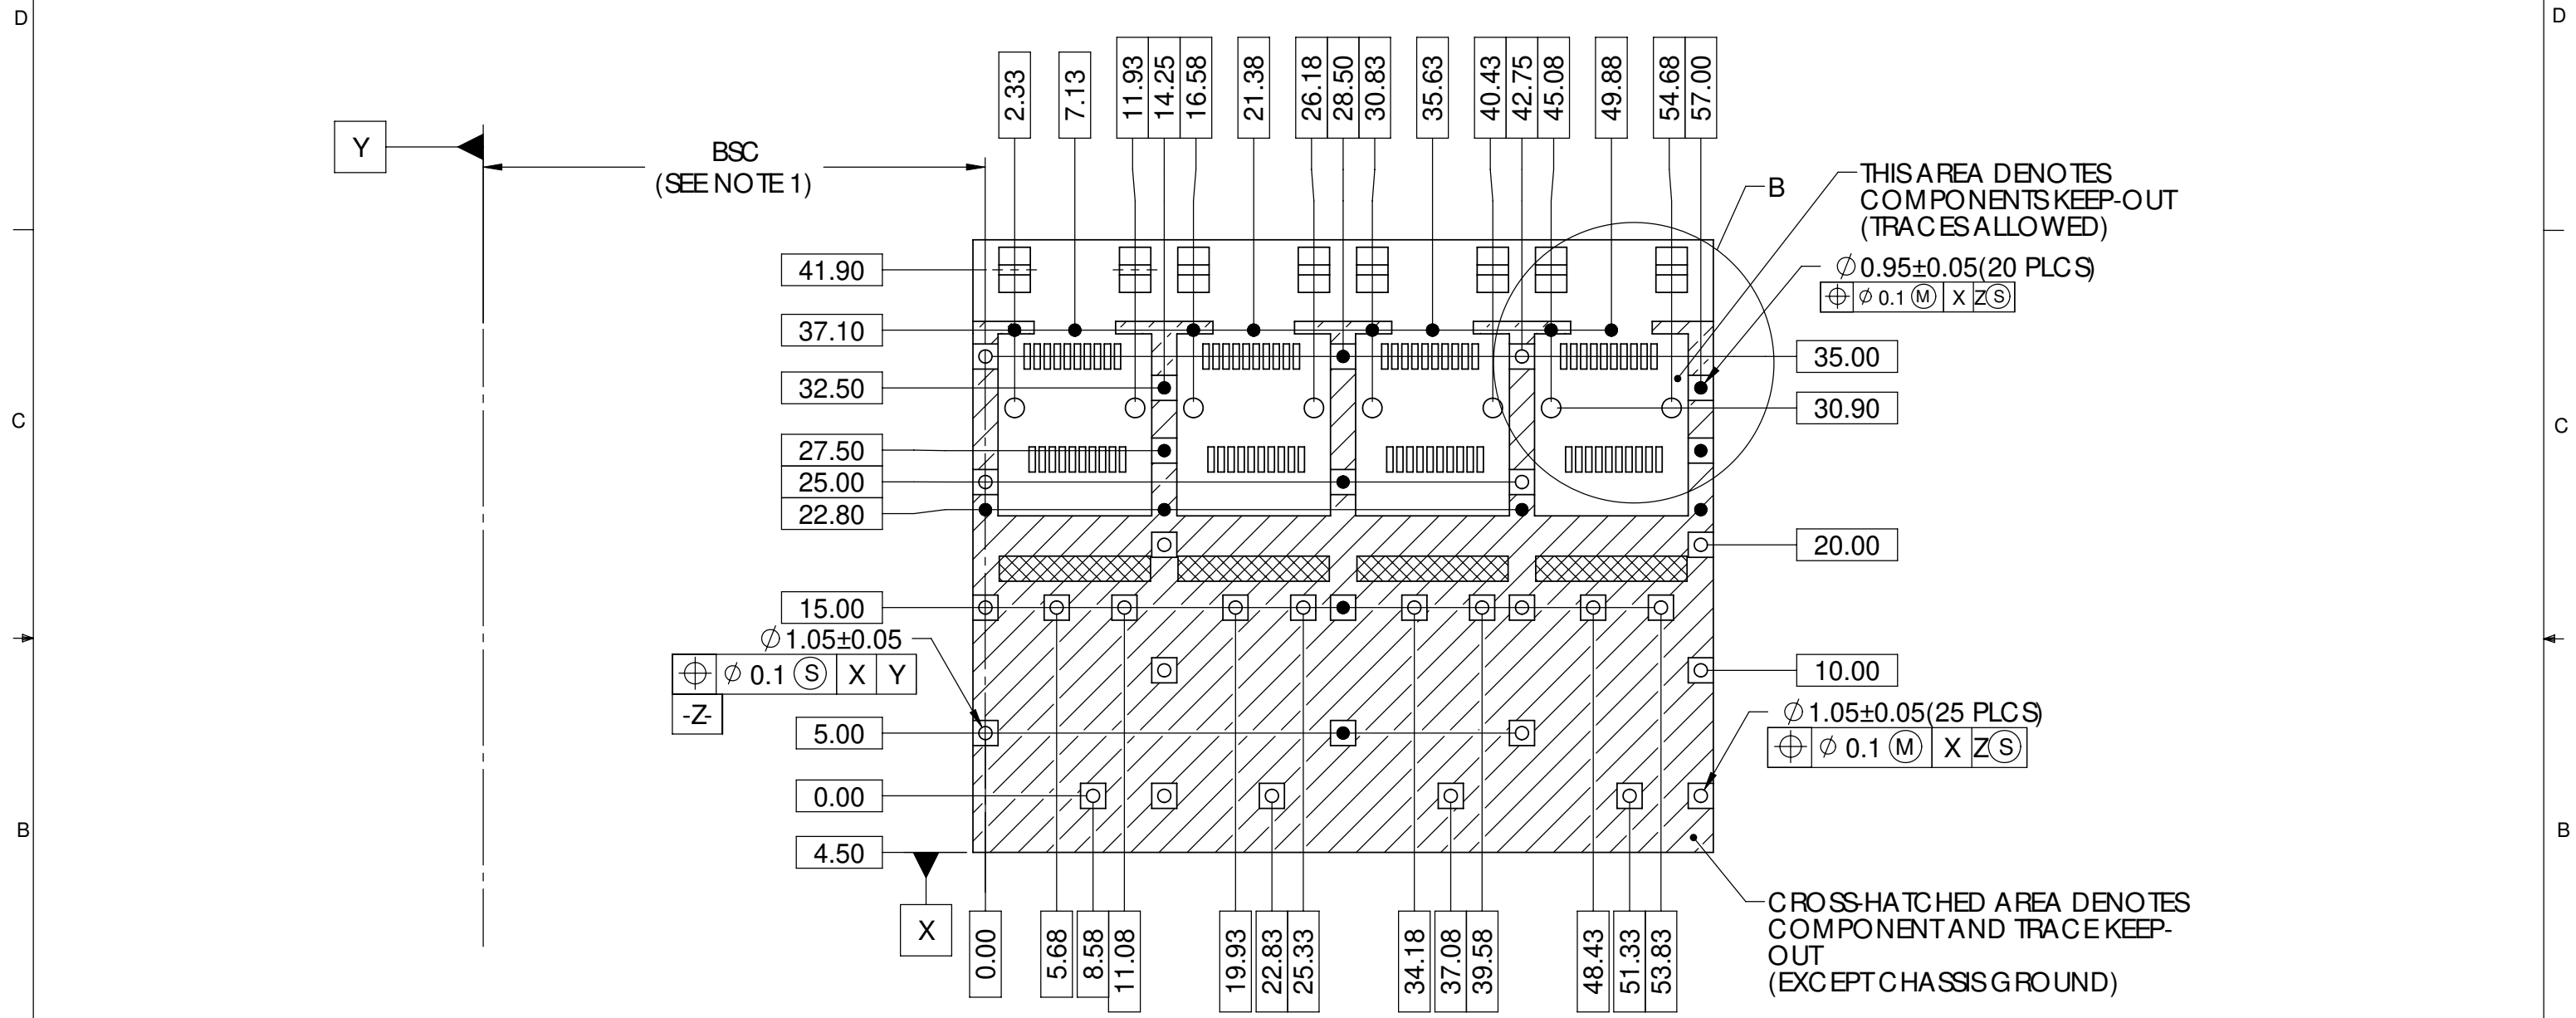 D
D
2.33
7.13
11.93
14.25
16.58
21.38
26.18
28.50
30.83
35.63
40.43
42.75
45.08
49.88
54.68
57.00
Y
BSC
(SEE NOTE 1)
B
THIS AREA DENOTES
COMPONENTS KEEP-OUT
(TRACES ALLOWED)
41.90
⌀0.95±0.05(20 PLCS)
⌖ ⌀ 0.1 Ⓜ X ZⓈ
37.10
35.00
32.50
30.90
C
C
27.50
25.00
22.80
20.00
15.00
⌀1.05±0.05
⌖ ⌀ 0.1 Ⓢ X Y
-Z-
10.00
⌀1.05±0.05(25 PLCS)
⌖ ⌀ 0.1 Ⓜ X ZⓈ
5.00
0.00
B
B
4.50
X
0.00
5.68
8.58
11.08
19.93
22.83
25.33
34.18
37.08
39.58
48.43
51.33
53.83
CROSS-HATCHED AREA DENOTES
COMPONENT AND TRACE KEEP-
OUT
(EXCEPT CHASSIS GROUND)